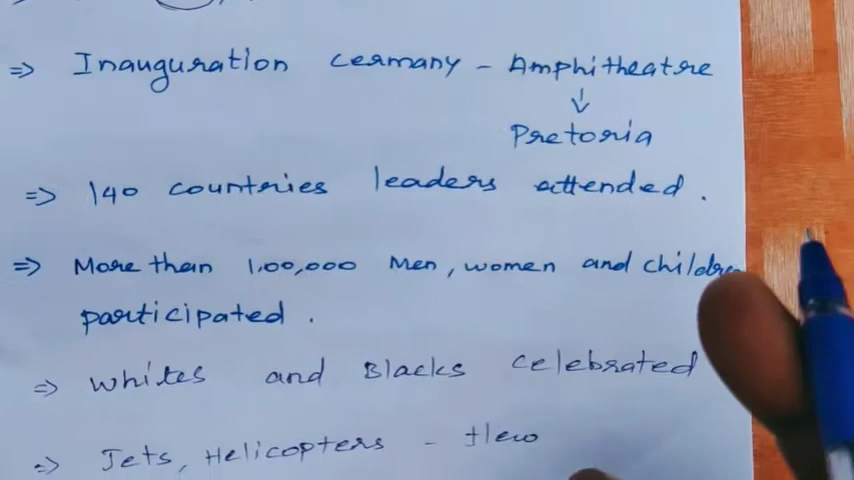 ⇒ Inauguration cermany - Amphitheatre
↓
Pretoria
⇒ 140 countries leaders attended.
⇒ More than 1,00,000 Men, women and children
participated.
⇒ Whites and Blacks celebrated
⇒ Jets, Helicopters - flew